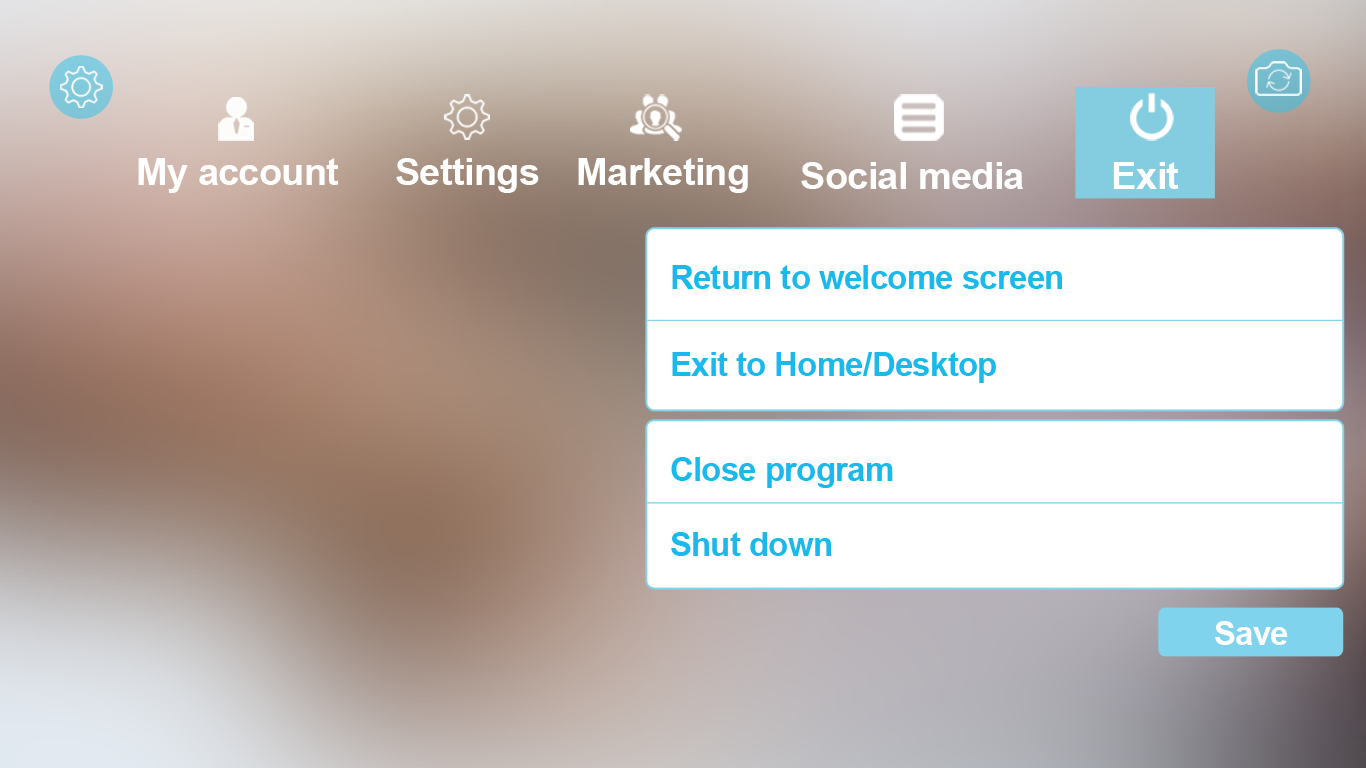 My account
Settings
Marketing
Social media
Exit
Return to welcome screen
Exit to Home/Desktop
Close program
Shut down
Save